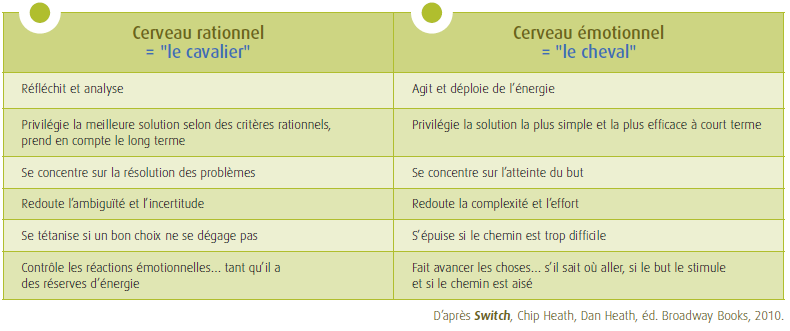 Cerveau rationnel
= "le cavalier"
Cerveau émotionnel
= "le cheval"
Réfléchit et analyse
Agit et déploie de l'énergie
Privilégie la meilleure solution selon des critères rationnels,
prend en compte le long terme
Privilégie la solution la plus simple et la plus efficace à court terme
Se concentre sur la résolution des problèmes
Se concentre sur l'atteinte du but
Redoute l'ambiguïté et l'incertitude
Redoute la complexité et l'effort
Se tétanise si un bon choix ne se dégage pas
S'épuise si le chemin est trop difficile
Contrôle les réactions émotionnelles... tant qu'il a
des réserves d'énergie
Fait avancer les choses... s'il sait où aller, si le but le stimule
et si le chemin est aisé
D'après Switch, Chip Heath, Dan Heath, éd. Broadway Books, 2010.